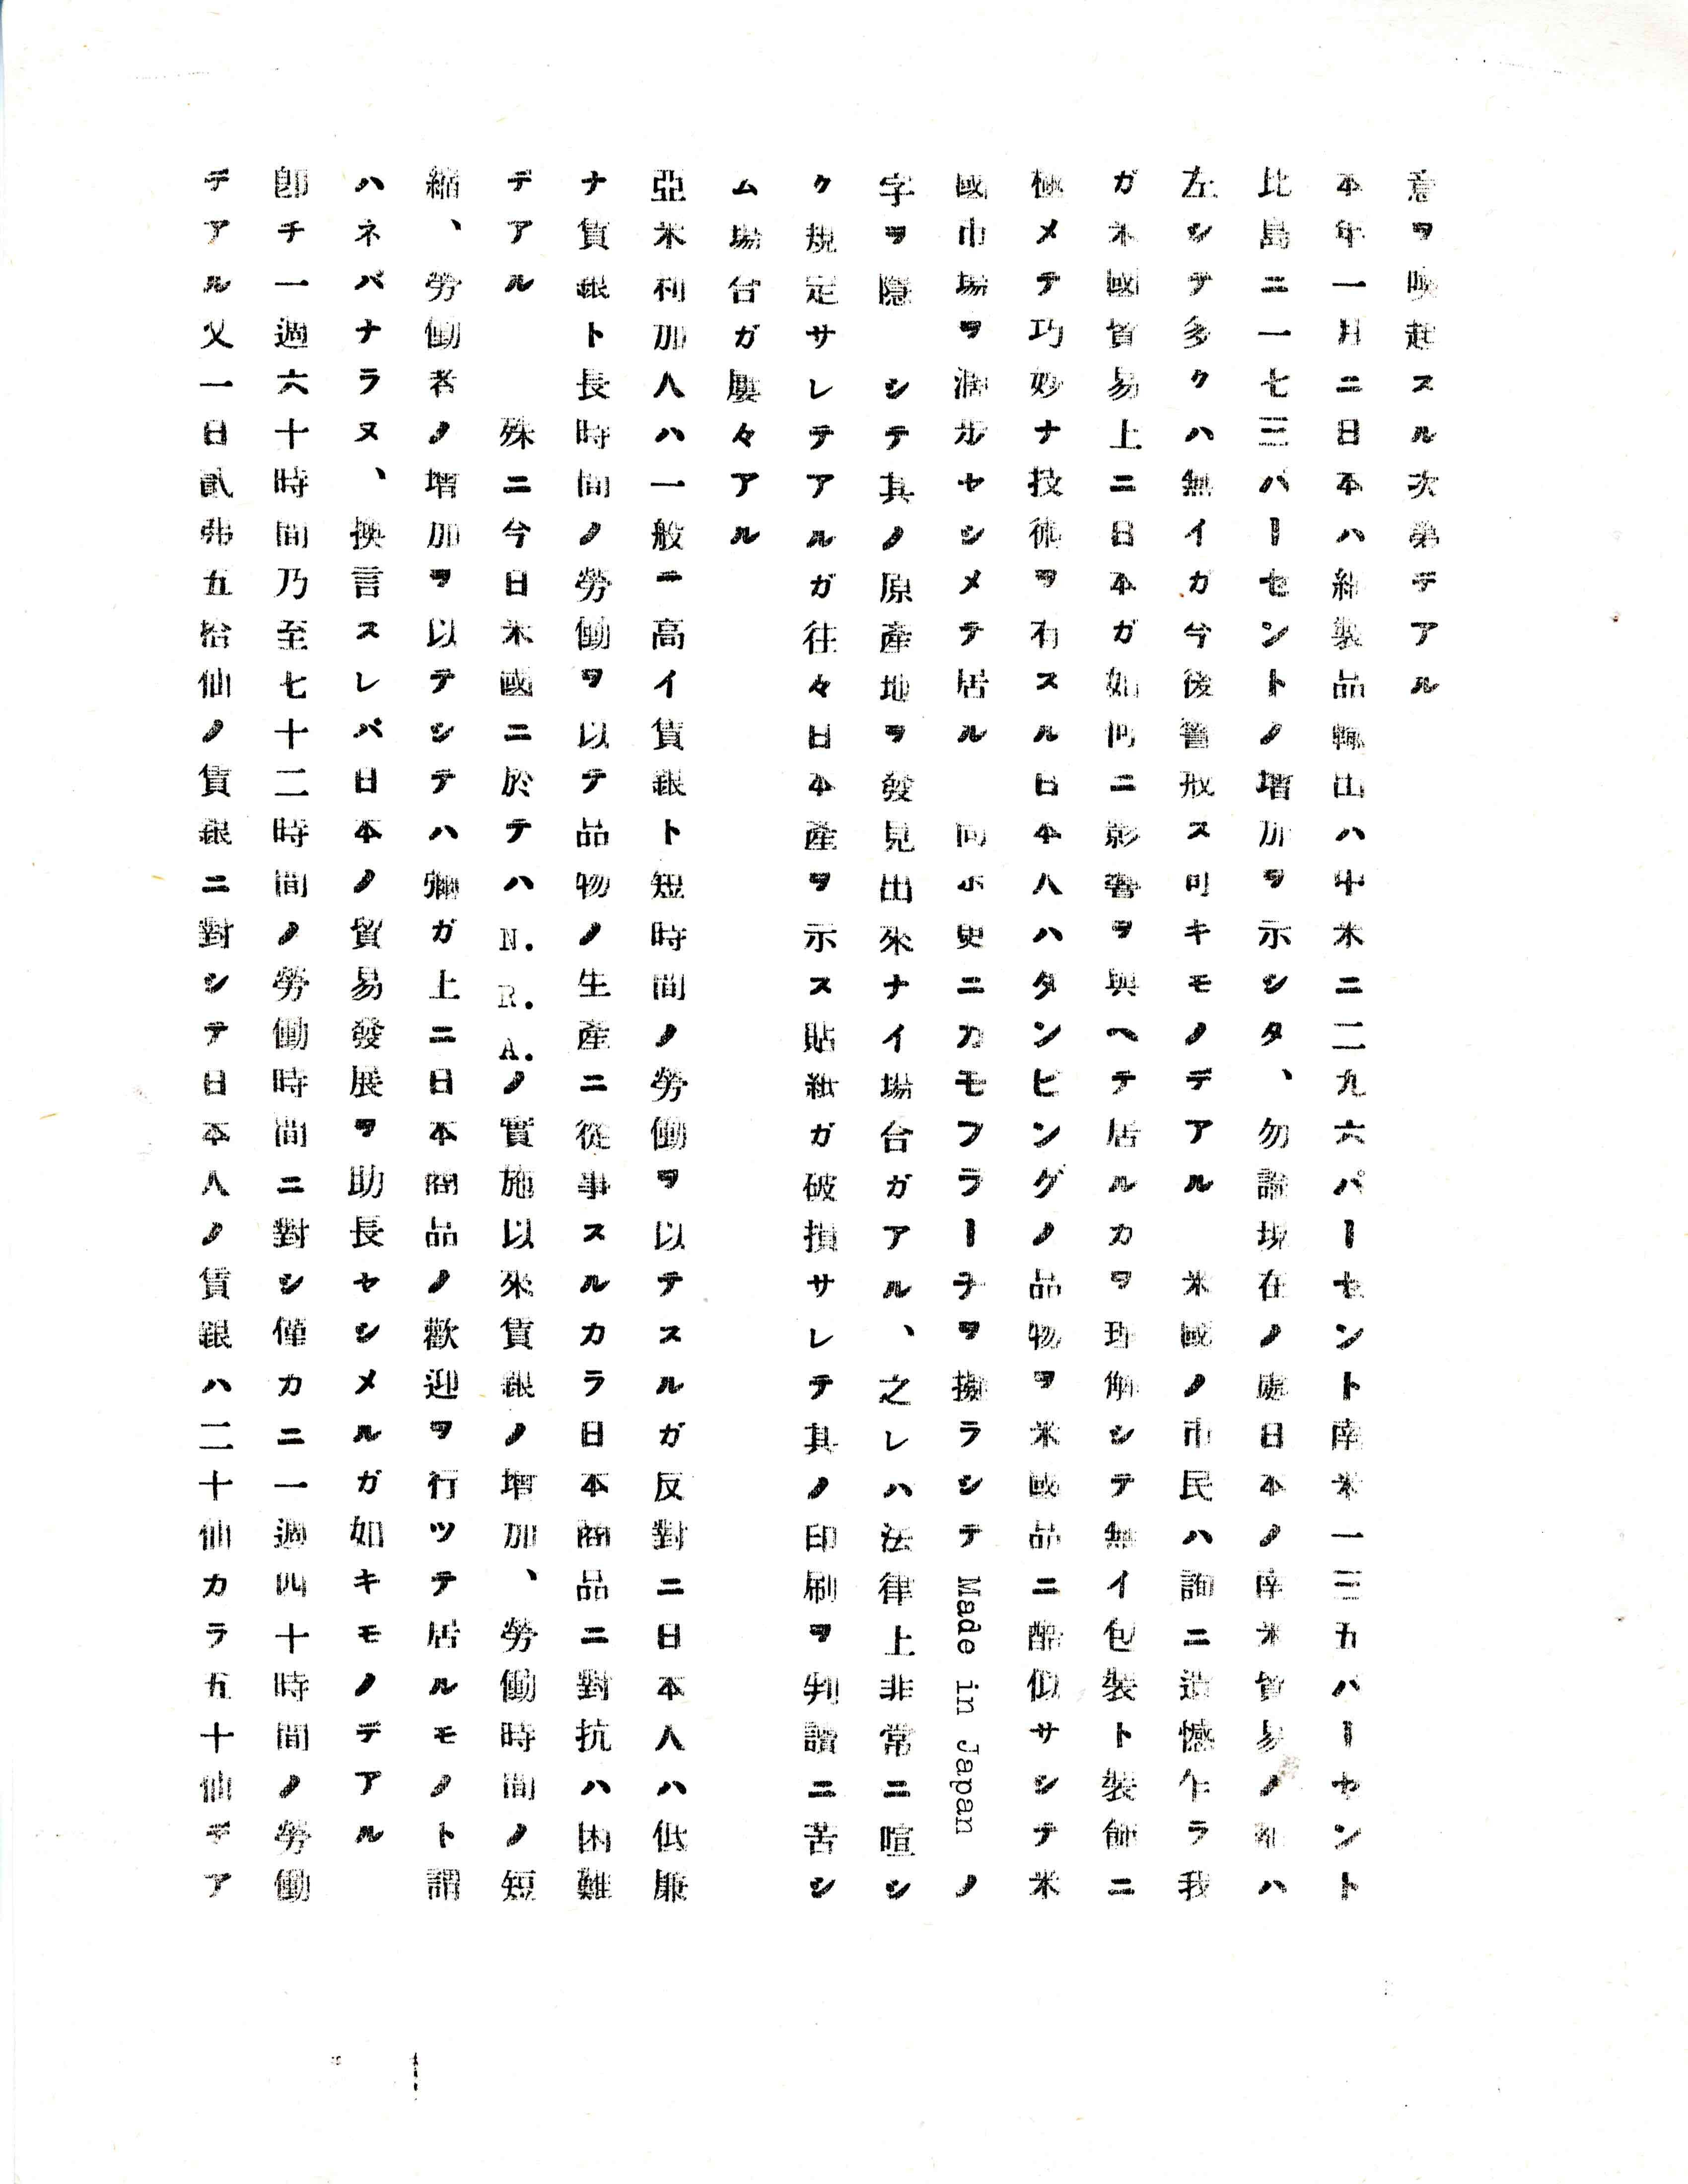 意ヲ喚起スル次第デアル
本年一月ニ日本ハ綿製品輸出ハ中米ニ二九六パーセント南米一三五パーセント
比島ニ一七三パーセントノ増加ヲ示シタ、勿論現在ノ處日本ノ南米貿易ノ額ハ
左シテ多クハ無イガ今後警戒ス可キモノデアル　米國ノ市民ハ詢ニ遺憾乍ラ我
ガ米國貿易上ニ日本ガ如何ニ影響ヲ與ヘテ居ルカヲ理解シテ無イ包裝ト裝飾ニ
極メテ巧妙ナ技術ヲ有スル日本人ハタンピングノ品物ヲ米國品ニ酷似サシテ米
國市場ヲ濶歩セシメテ居ル　尚ホ更ニカモフラーヂヲ擬ラシテMade in Japanノ
字ヲ隱シテ其ノ原產地ヲ發見出來ナイ場合ガアル、之レハ法律上非常ニ喧シ
ク規定サレテアルガ往々日本產ヲ示ス貼紙ガ破損サレテ其ノ印刷ヲ判讀ニ苦シ
ム場合ガ屢々アル
亞米利加人ハ一般ニ高イ賃銀ト短時間ノ勞働ヲ以テスルガ反對ニ日本人ハ低廉
ナ賃銀ト長時間ノ勞働ヲ以テ品物ノ生產ニ從事スルカラ日本商品ニ對抗ハ困難
デアル　殊ニ今日米國ニ於テハN.R.A.ノ實施以來賃銀ノ增加、勞働時間ノ短
縮、勞働者ノ增加ヲ以テシテハ彌ガ上ニ日本商品ノ歡迎ヲ行ツテ居ルモノト謂
ハネバナラヌ、換言スレバ日本ノ貿易發展ヲ助長セシメルガ如キモノデアル
卽チ一週六十時間乃至七十二時間ノ勞働時間ニ對シ僅カニ一週四十時間ノ勞働
デアル又一日貳弗五拾仙ノ賃銀ニ對シテ日本人ノ賃銀ハ二十仙カラ五十仙デア